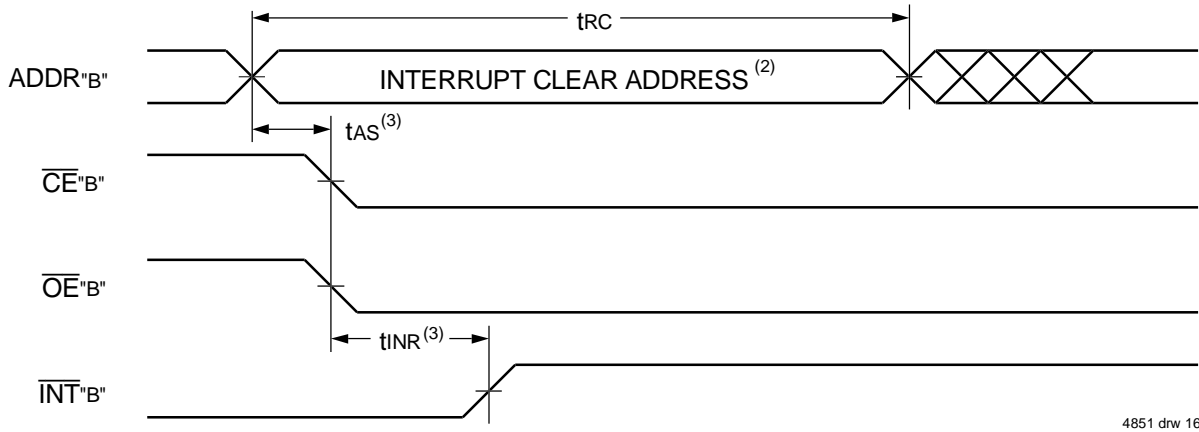 tRC
ADDR"B"
INTERRUPT CLEAR ADDRESS (2)
tAS(3)
CE"B"
OE"B"
tINR(3)
INT"B"
4851 drw 16